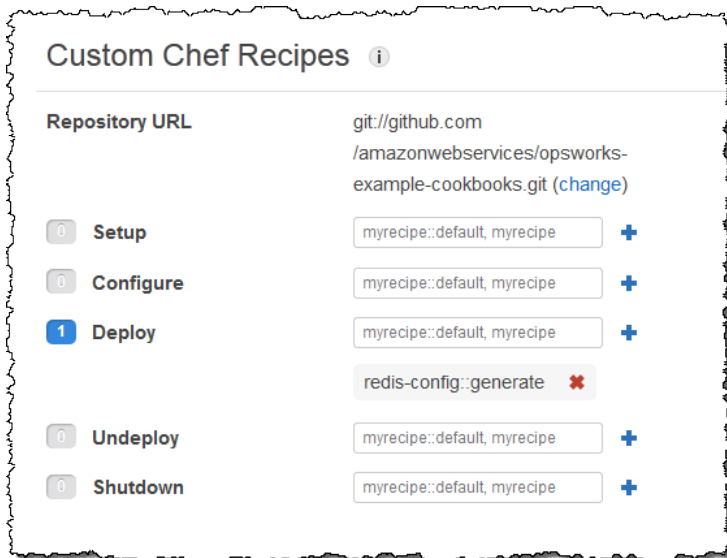 Custom Chef Recipes i
Repository URL
git://github.com
/amazonwebservices/opsworks-
example-cookbooks.git (change)
0 Setup myrecipe::default, myrecipe
0 Configure myrecipe::default, myrecipe
1 Deploy myrecipe::default, myrecipe
redis-config::generate
0 Undeploy myrecipe::default, myrecipe
0 Shutdown myrecipe::default, myrecipe